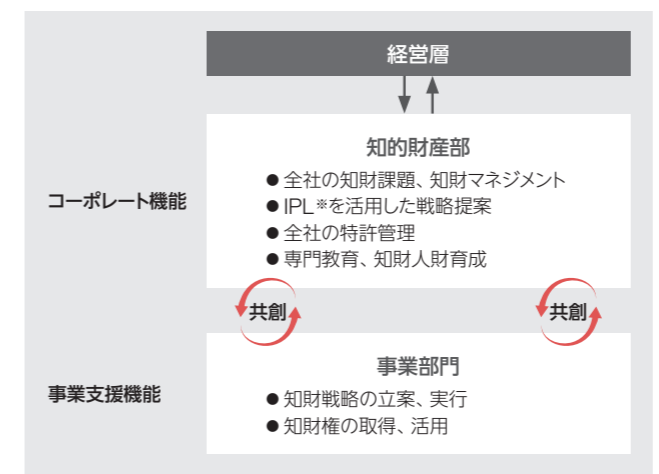 経営層
知的財産部
コーポレート機能
● 全社の知財課題、知財マネジメント
● IPL※を活用した戦略提案
● 全社の特許管理
● 専門教育、知財人財育成
共創
共創
事業部門
事業支援機能
● 知財戦略の立案、実行
● 知財権の取得、活用